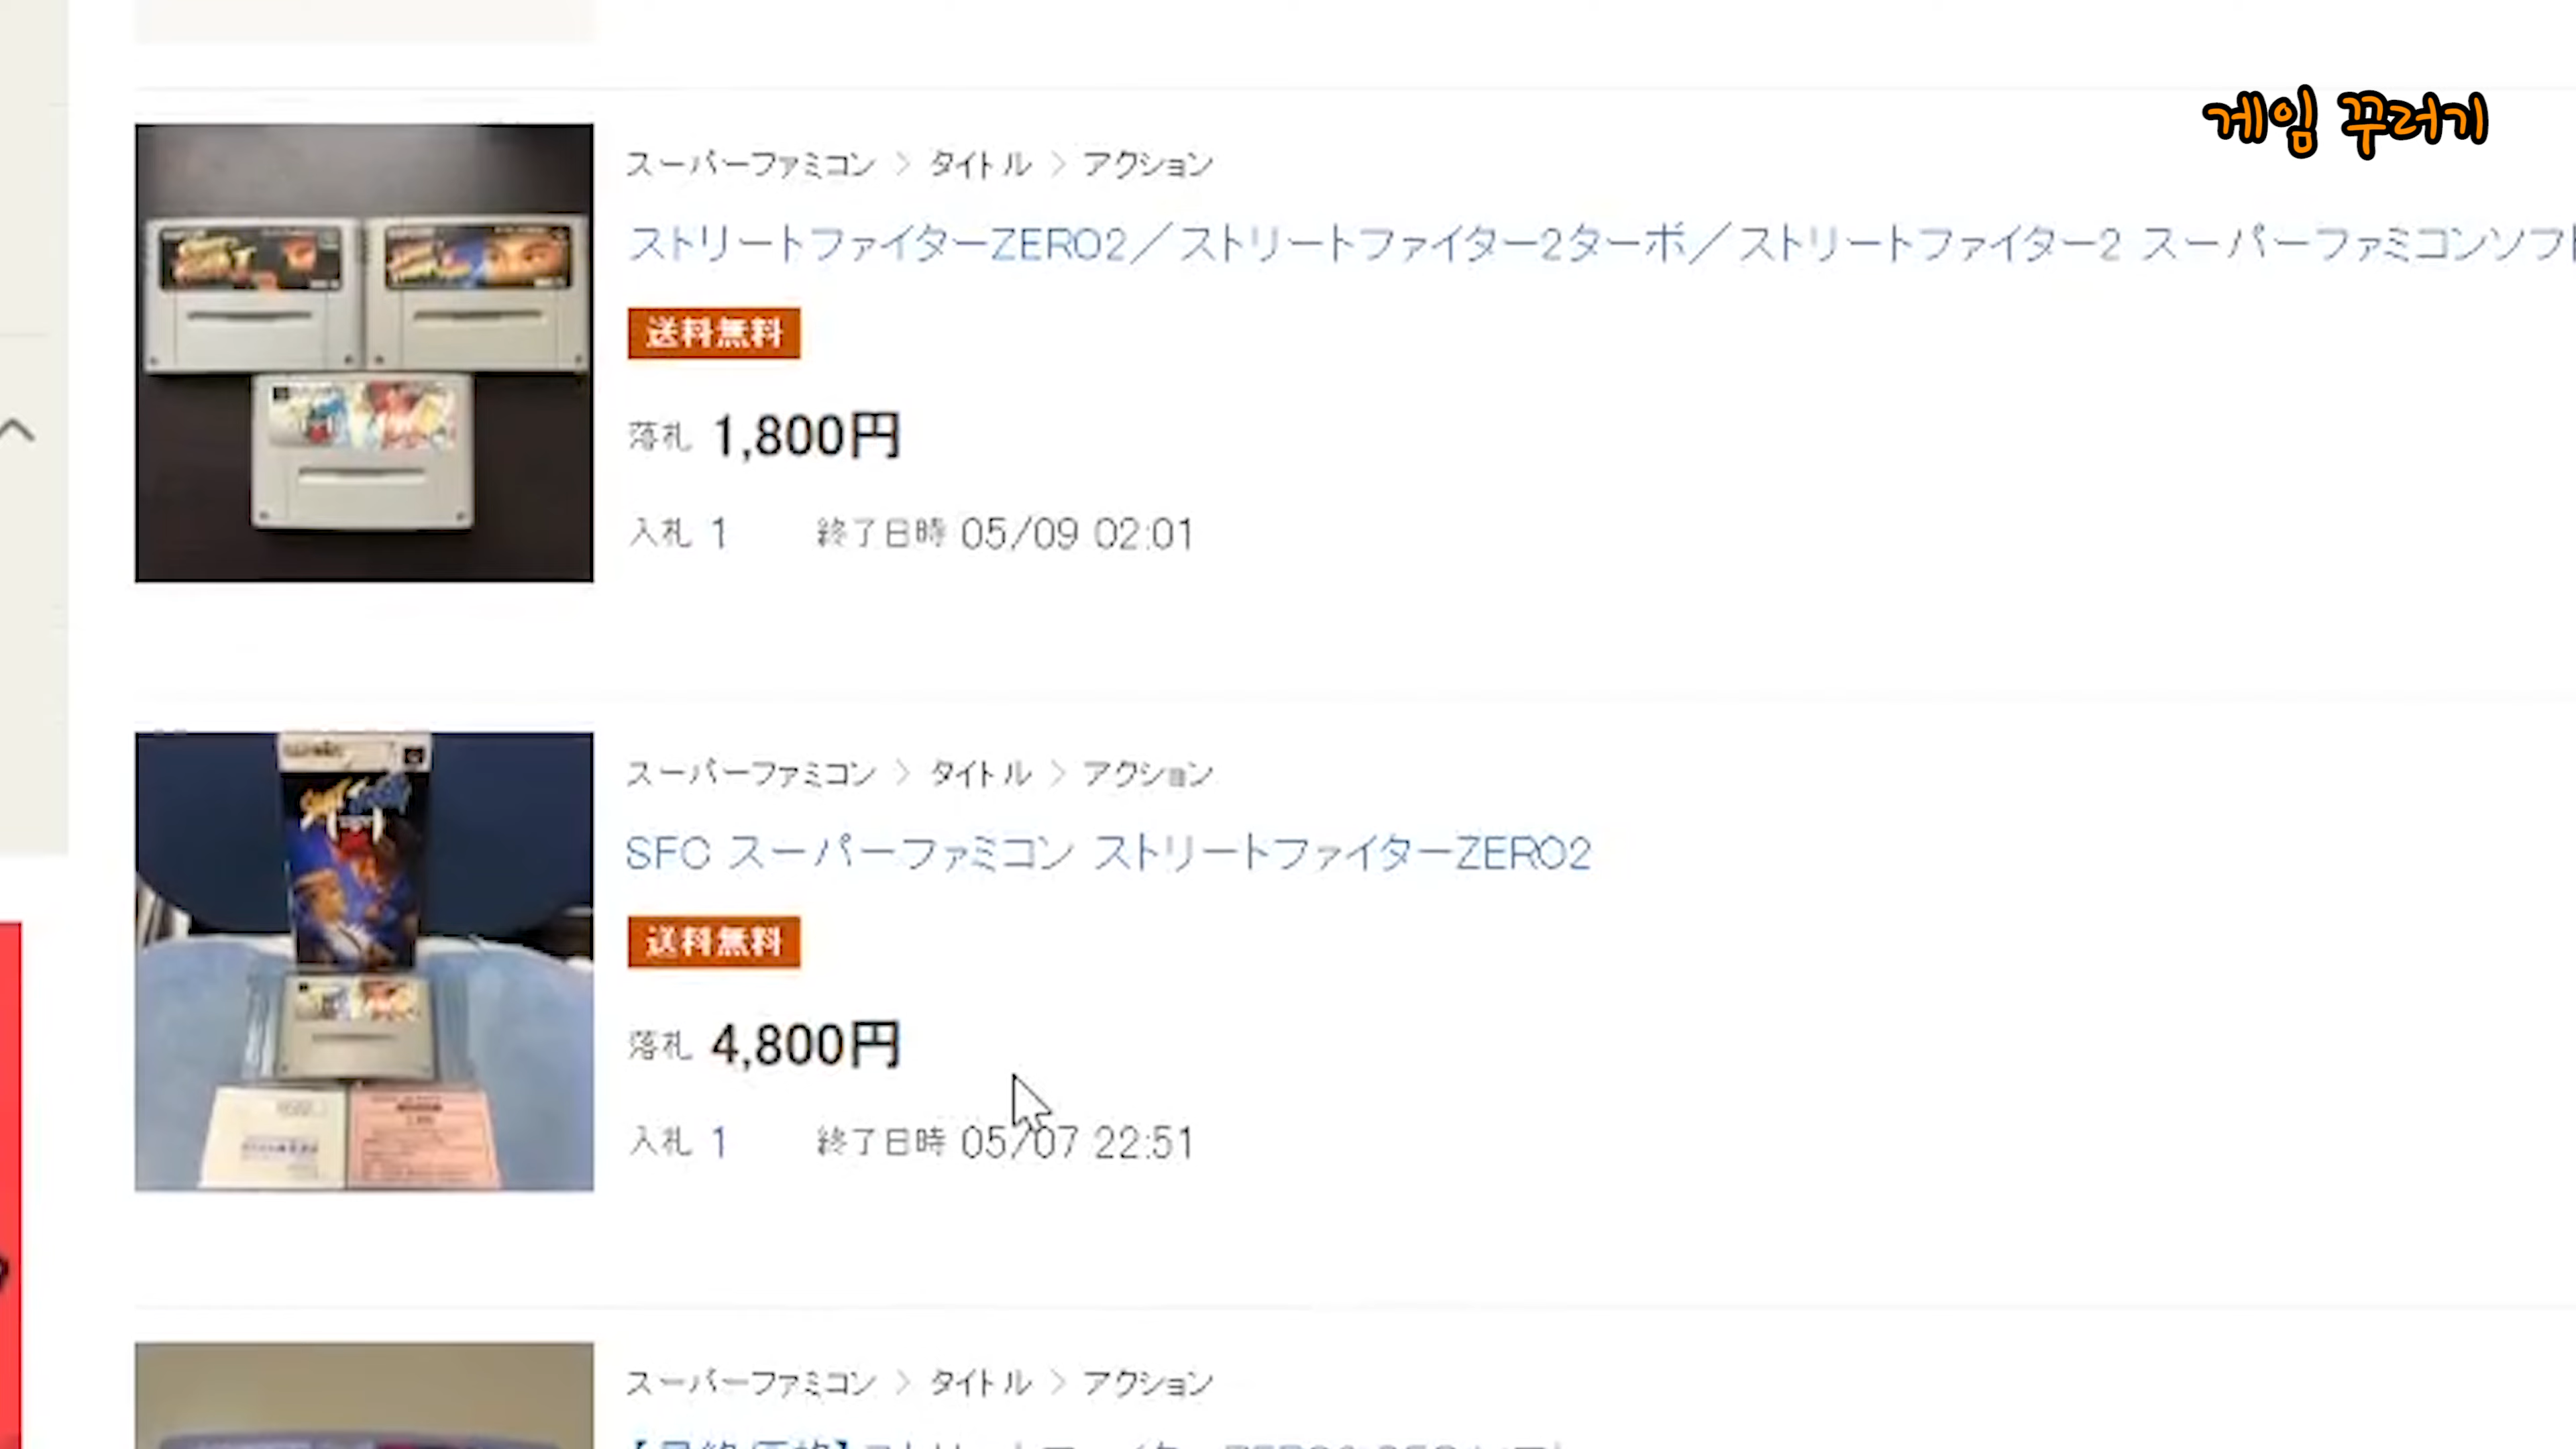 게임 꾸러기
スーパーファミコン > タイトル > アクション
ストリートファイターZERO2／ストリートファイター2ターボ／ストリートファイター2 スーパーファミコンソフト
送料無料
落札 1,800円
入札 1 終了日時 05/09 02:01
スーパーファミコン > タイトル > アクション
SFC スーパーファミコン ストリートファイターZERO2
送料無料
落札 4,800円
入札 1 終了日時 05/07 22:51
スーパーファミコン > タイトル > アクション